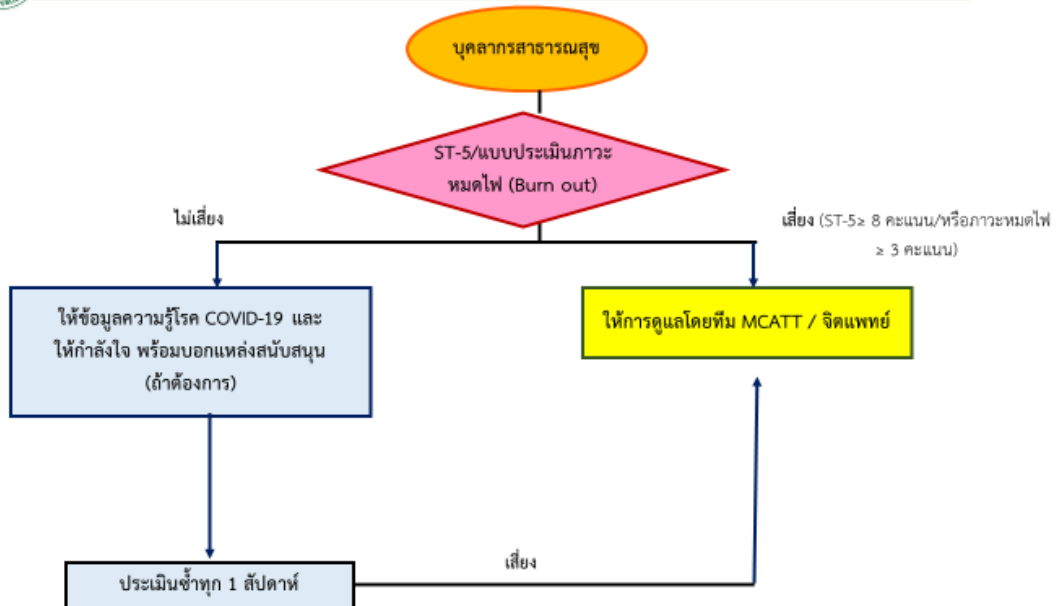 บุคลากรสาธารณสุข
ST-5/แบบประเมินภาวะ
หมดไฟ (Burn out)
ไม่เสี่ยง
เสี่ยง (ST-5≥ 8 คะแนน/หรือภาวะหมดไฟ
≥ 3 คะแนน)
ให้ข้อมูลความรู้โรค COVID-19 และ
ให้กำลังใจ พร้อมบอกแหล่งสนับสนุน
(ถ้าต้องการ)
ให้การดูแลโดยทีม MCATT / จิตแพทย์
เสี่ยง
ประเมินซ้ำทุก 1 สัปดาห์